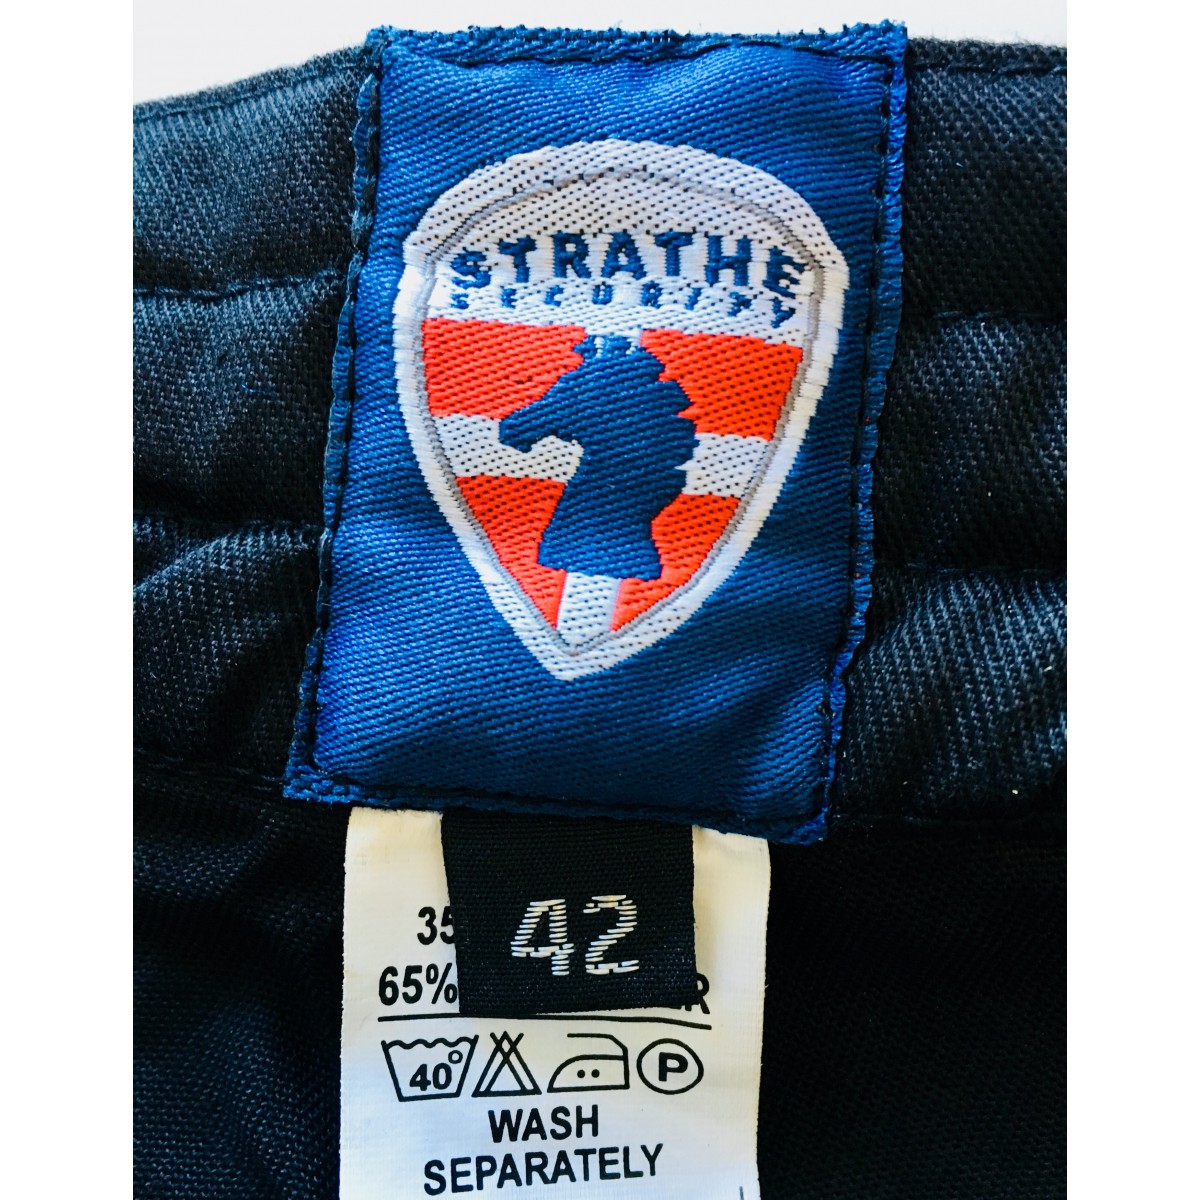 STRATHE
SECURITY
42
35
65% R
40°
P
WASH
SEPARATELY